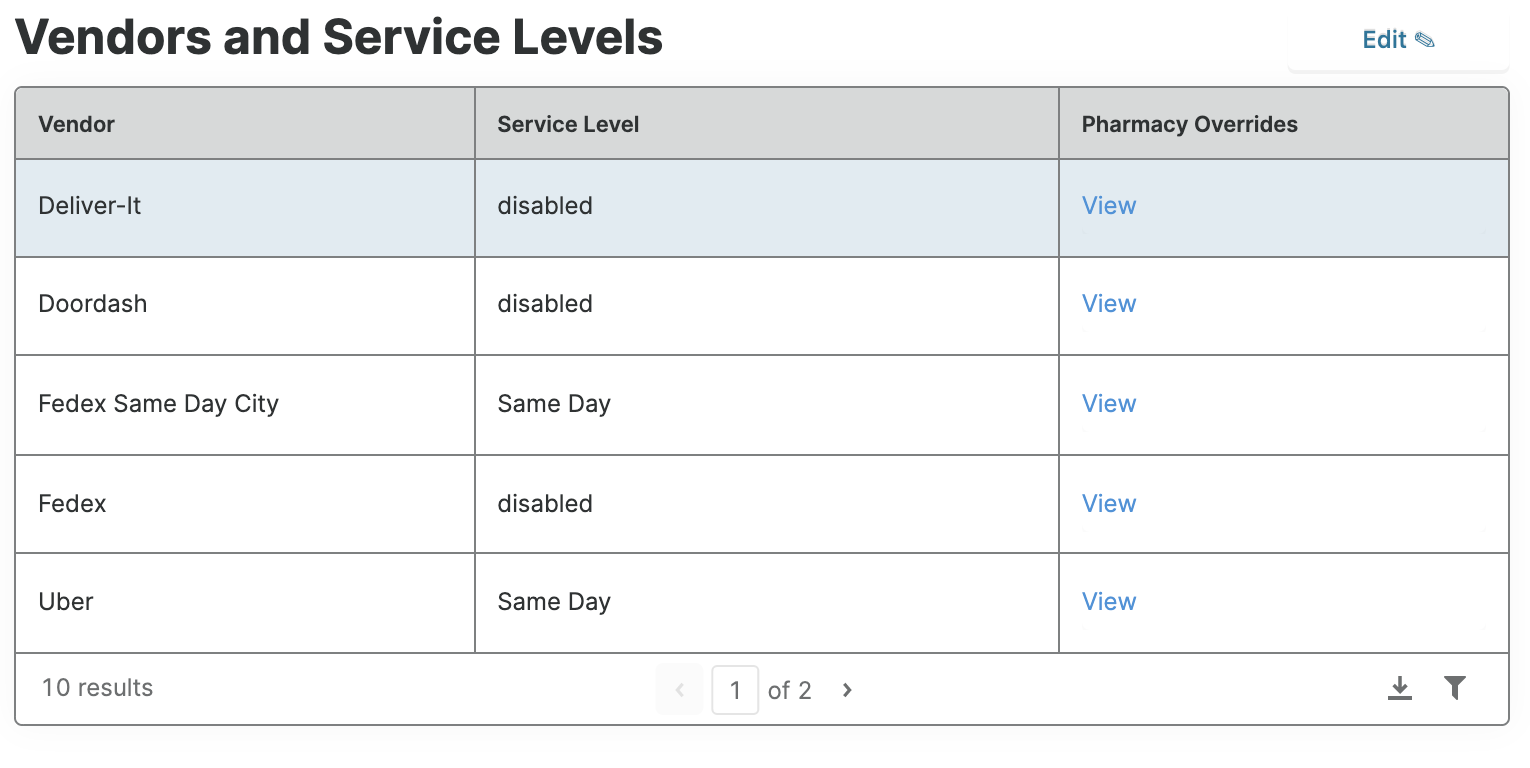 Vendors and Service Levels
Edit ✎
Vendor Service Level Pharmacy Overrides
Deliver-It disabled View
Doordash disabled View
Fedex Same Day City Same Day View
Fedex disabled View
Uber Same Day View
10 results ‹ 1 of 2 ›